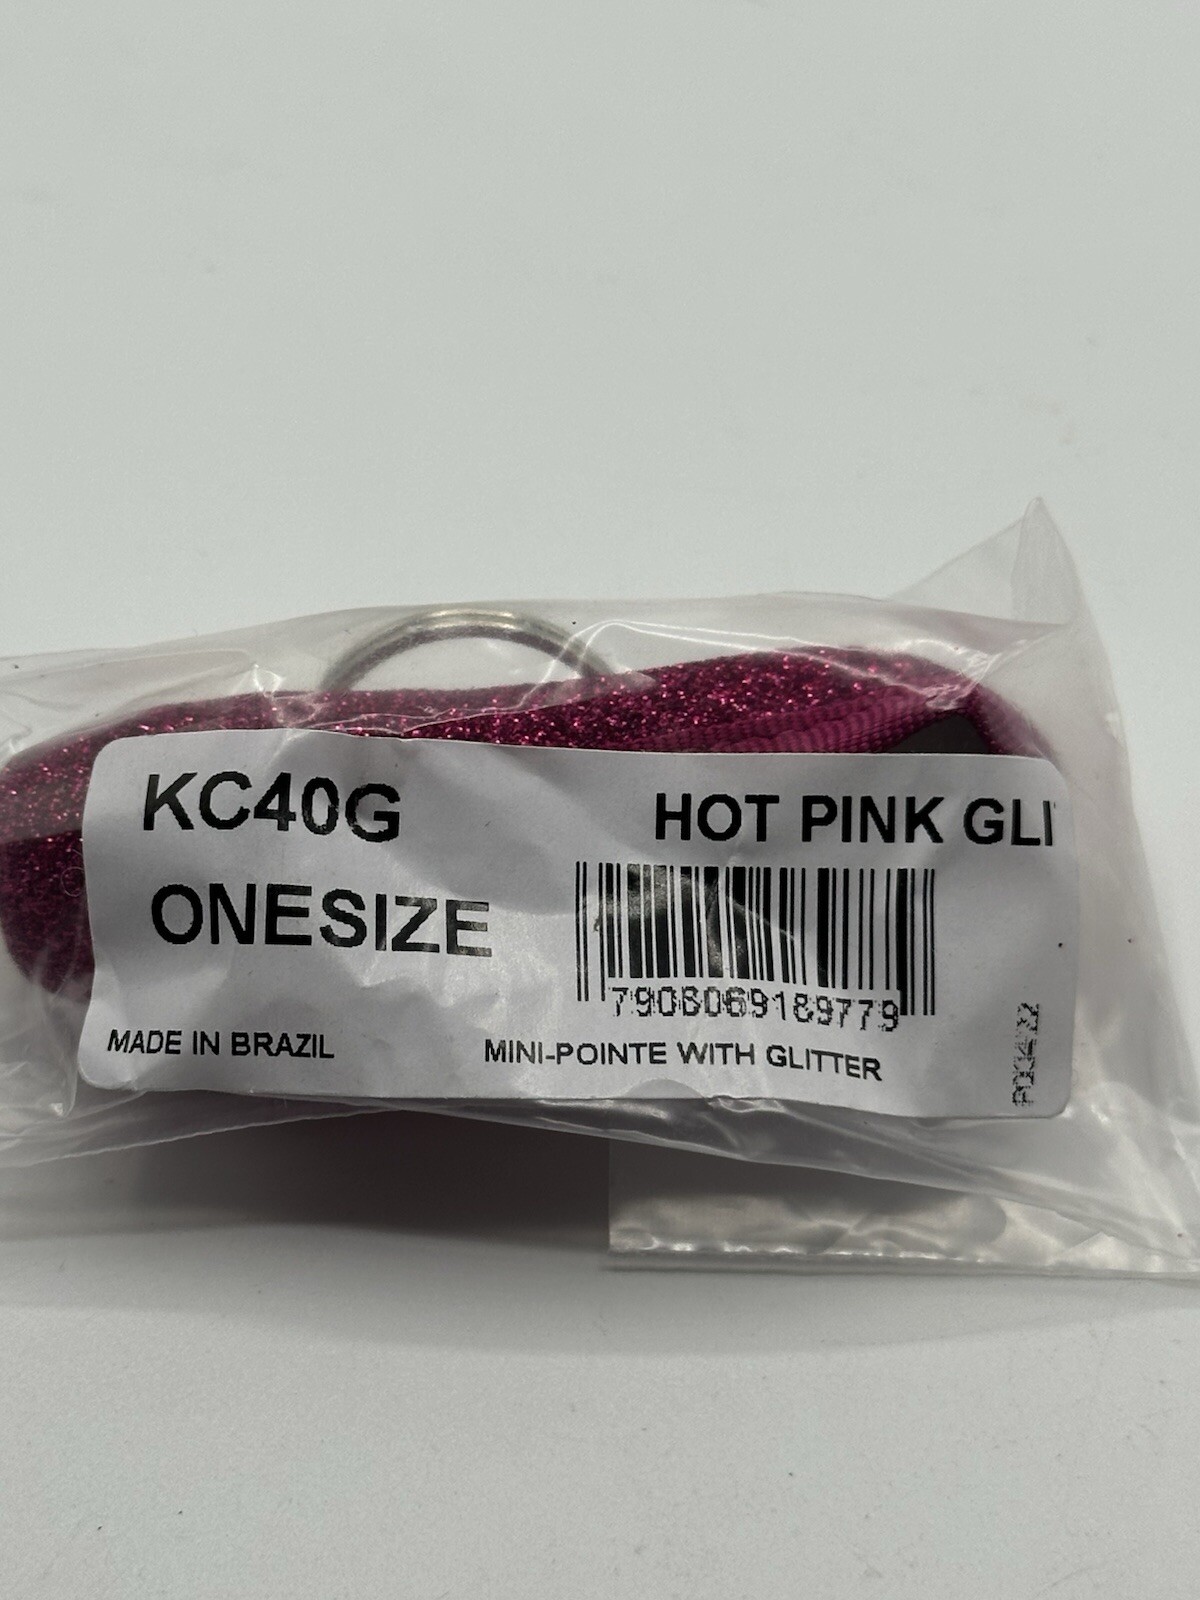 KC40G
HOT PINK GLI
ONESIZE
7908069189779
MADE IN BRAZIL
MINI-POINTE WITH GLITTER